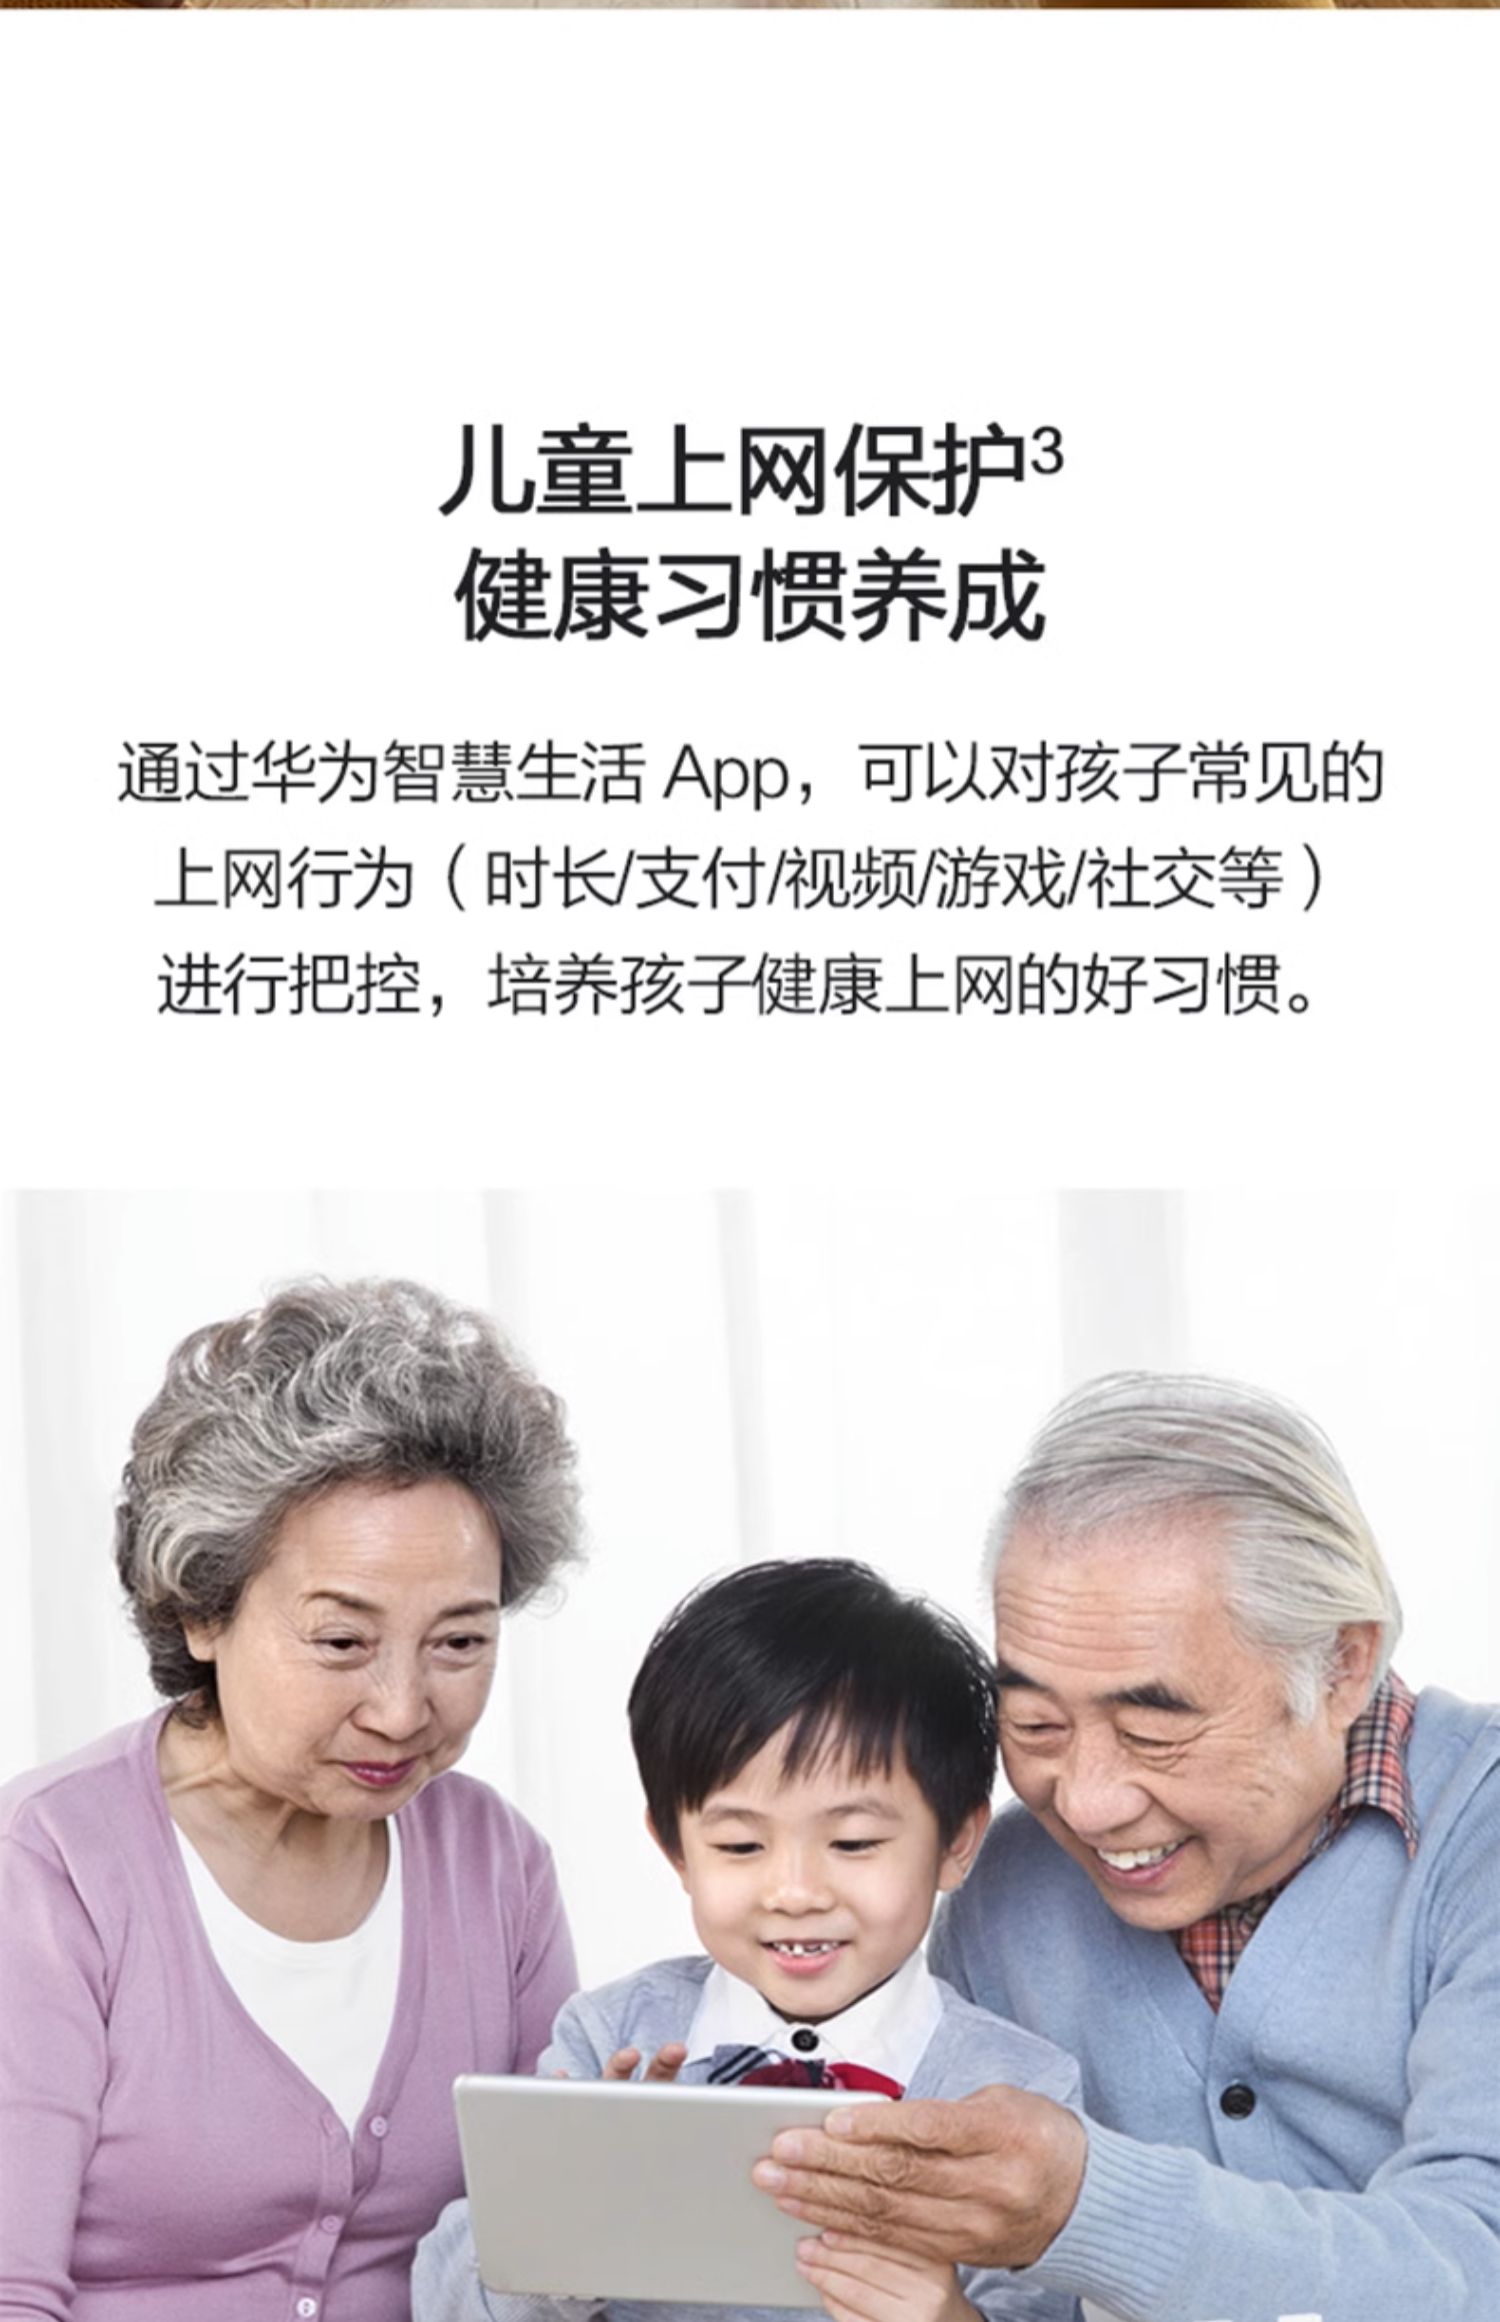 儿童上网保护3
健康习惯养成
通过华为智慧生活 App，可以对孩子常见的
上网行为（时长/支付/视频/游戏/社交等）
进行把控，培养孩子健康上网的好习惯。